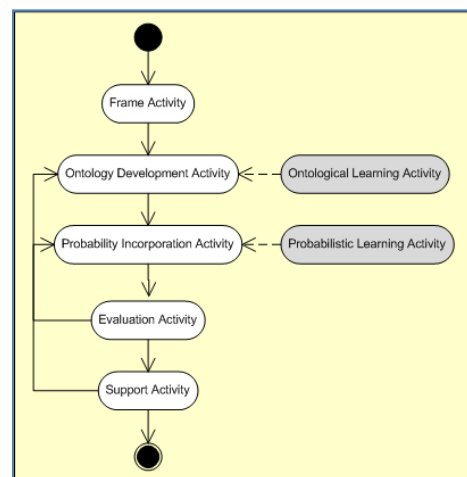 Frame Activity
Ontology Development Activity
Ontological Learning Activity
Probability Incorporation Activity
Probabilistic Learning Activity
Evaluation Activity
Support Activity